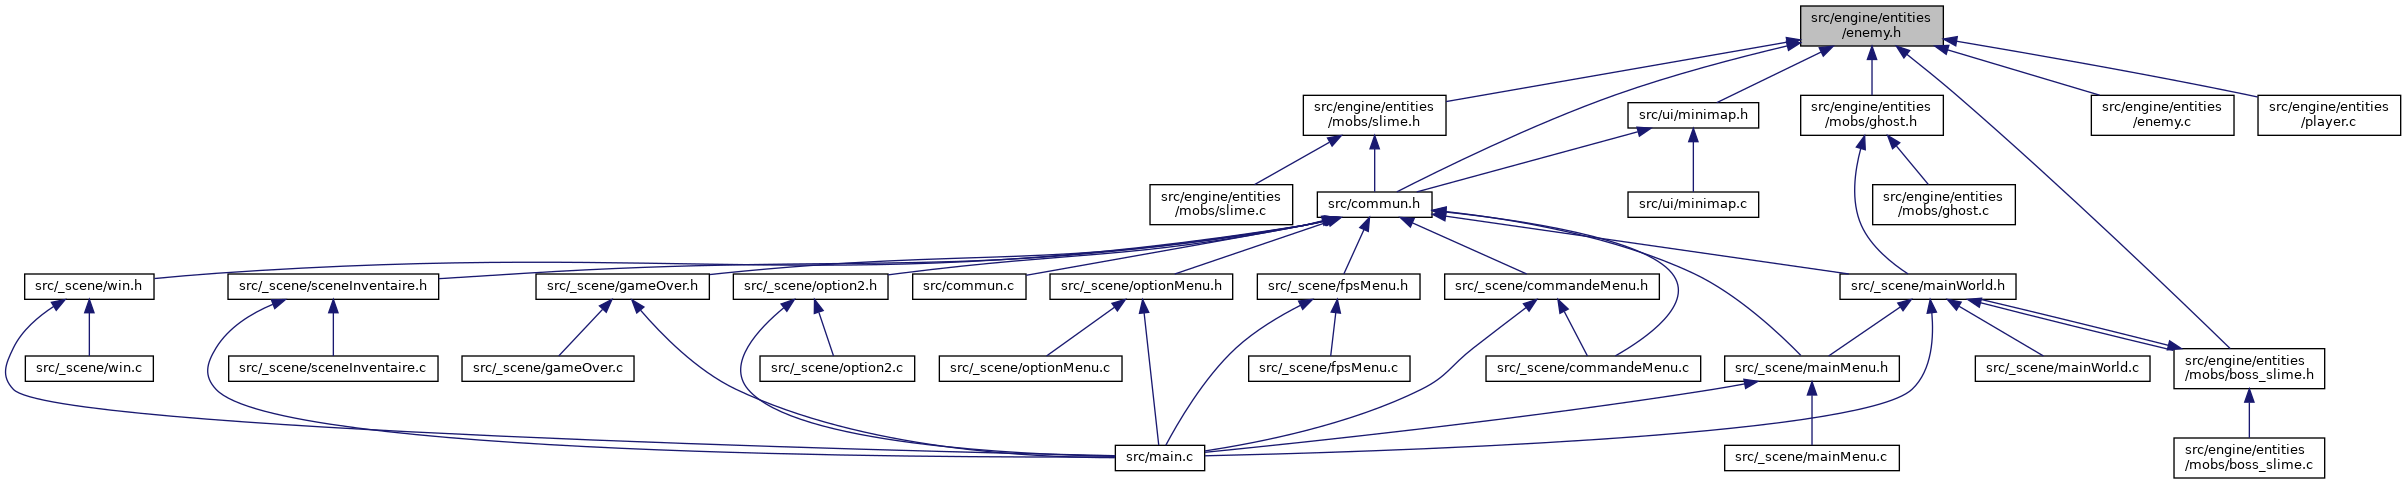 src/engine/entities
/enemy.h
src/engine/entities
/mobs/slime.h
src/ui/minimap.h
src/engine/entities
/mobs/ghost.h
src/engine/entities
/enemy.c
src/engine/entities
/player.c
src/engine/entities
/mobs/slime.c
src/commun.h
src/ui/minimap.c
src/engine/entities
/mobs/ghost.c
src/_scene/win.h
src/_scene/sceneInventaire.h
src/_scene/gameOver.h
src/_scene/option2.h
src/commun.c
src/_scene/optionMenu.h
src/_scene/fpsMenu.h
src/_scene/commandeMenu.h
src/_scene/mainWorld.h
src/_scene/win.c
src/_scene/sceneInventaire.c
src/_scene/gameOver.c
src/_scene/option2.c
src/_scene/optionMenu.c
src/_scene/fpsMenu.c
src/_scene/commandeMenu.c
src/_scene/mainMenu.h
src/_scene/mainWorld.c
src/engine/entities
/mobs/boss_slime.h
src/main.c
src/_scene/mainMenu.c
src/engine/entities
/mobs/boss_slime.c